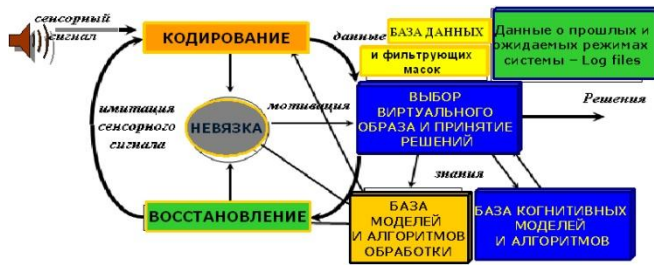 сенсорный
сигнал
КОДИРОВАНИЕ
данные
БАЗА ДАННЫХ
и фильтрующих
масок
Данные о прошлых и
ожидаемых режимах
системы – Log files
имитация
сенсорного
сигнала
НЕВЯЗКА
мотивация
ВЫБОР
ВИРТУАЛЬНОГО
ОБРАЗА И ПРИНЯТИЕ
РЕШЕНИЙ
Решения
знания
ВОССТАНОВЛЕНИЕ
БАЗА
МОДЕЛЕЙ
И АЛГОРИТМОВ
ОБРАБОТКИ
БАЗА КОГНИТИВНЫХ
МОДЕЛЕЙ
И АЛГОРИТМОВ